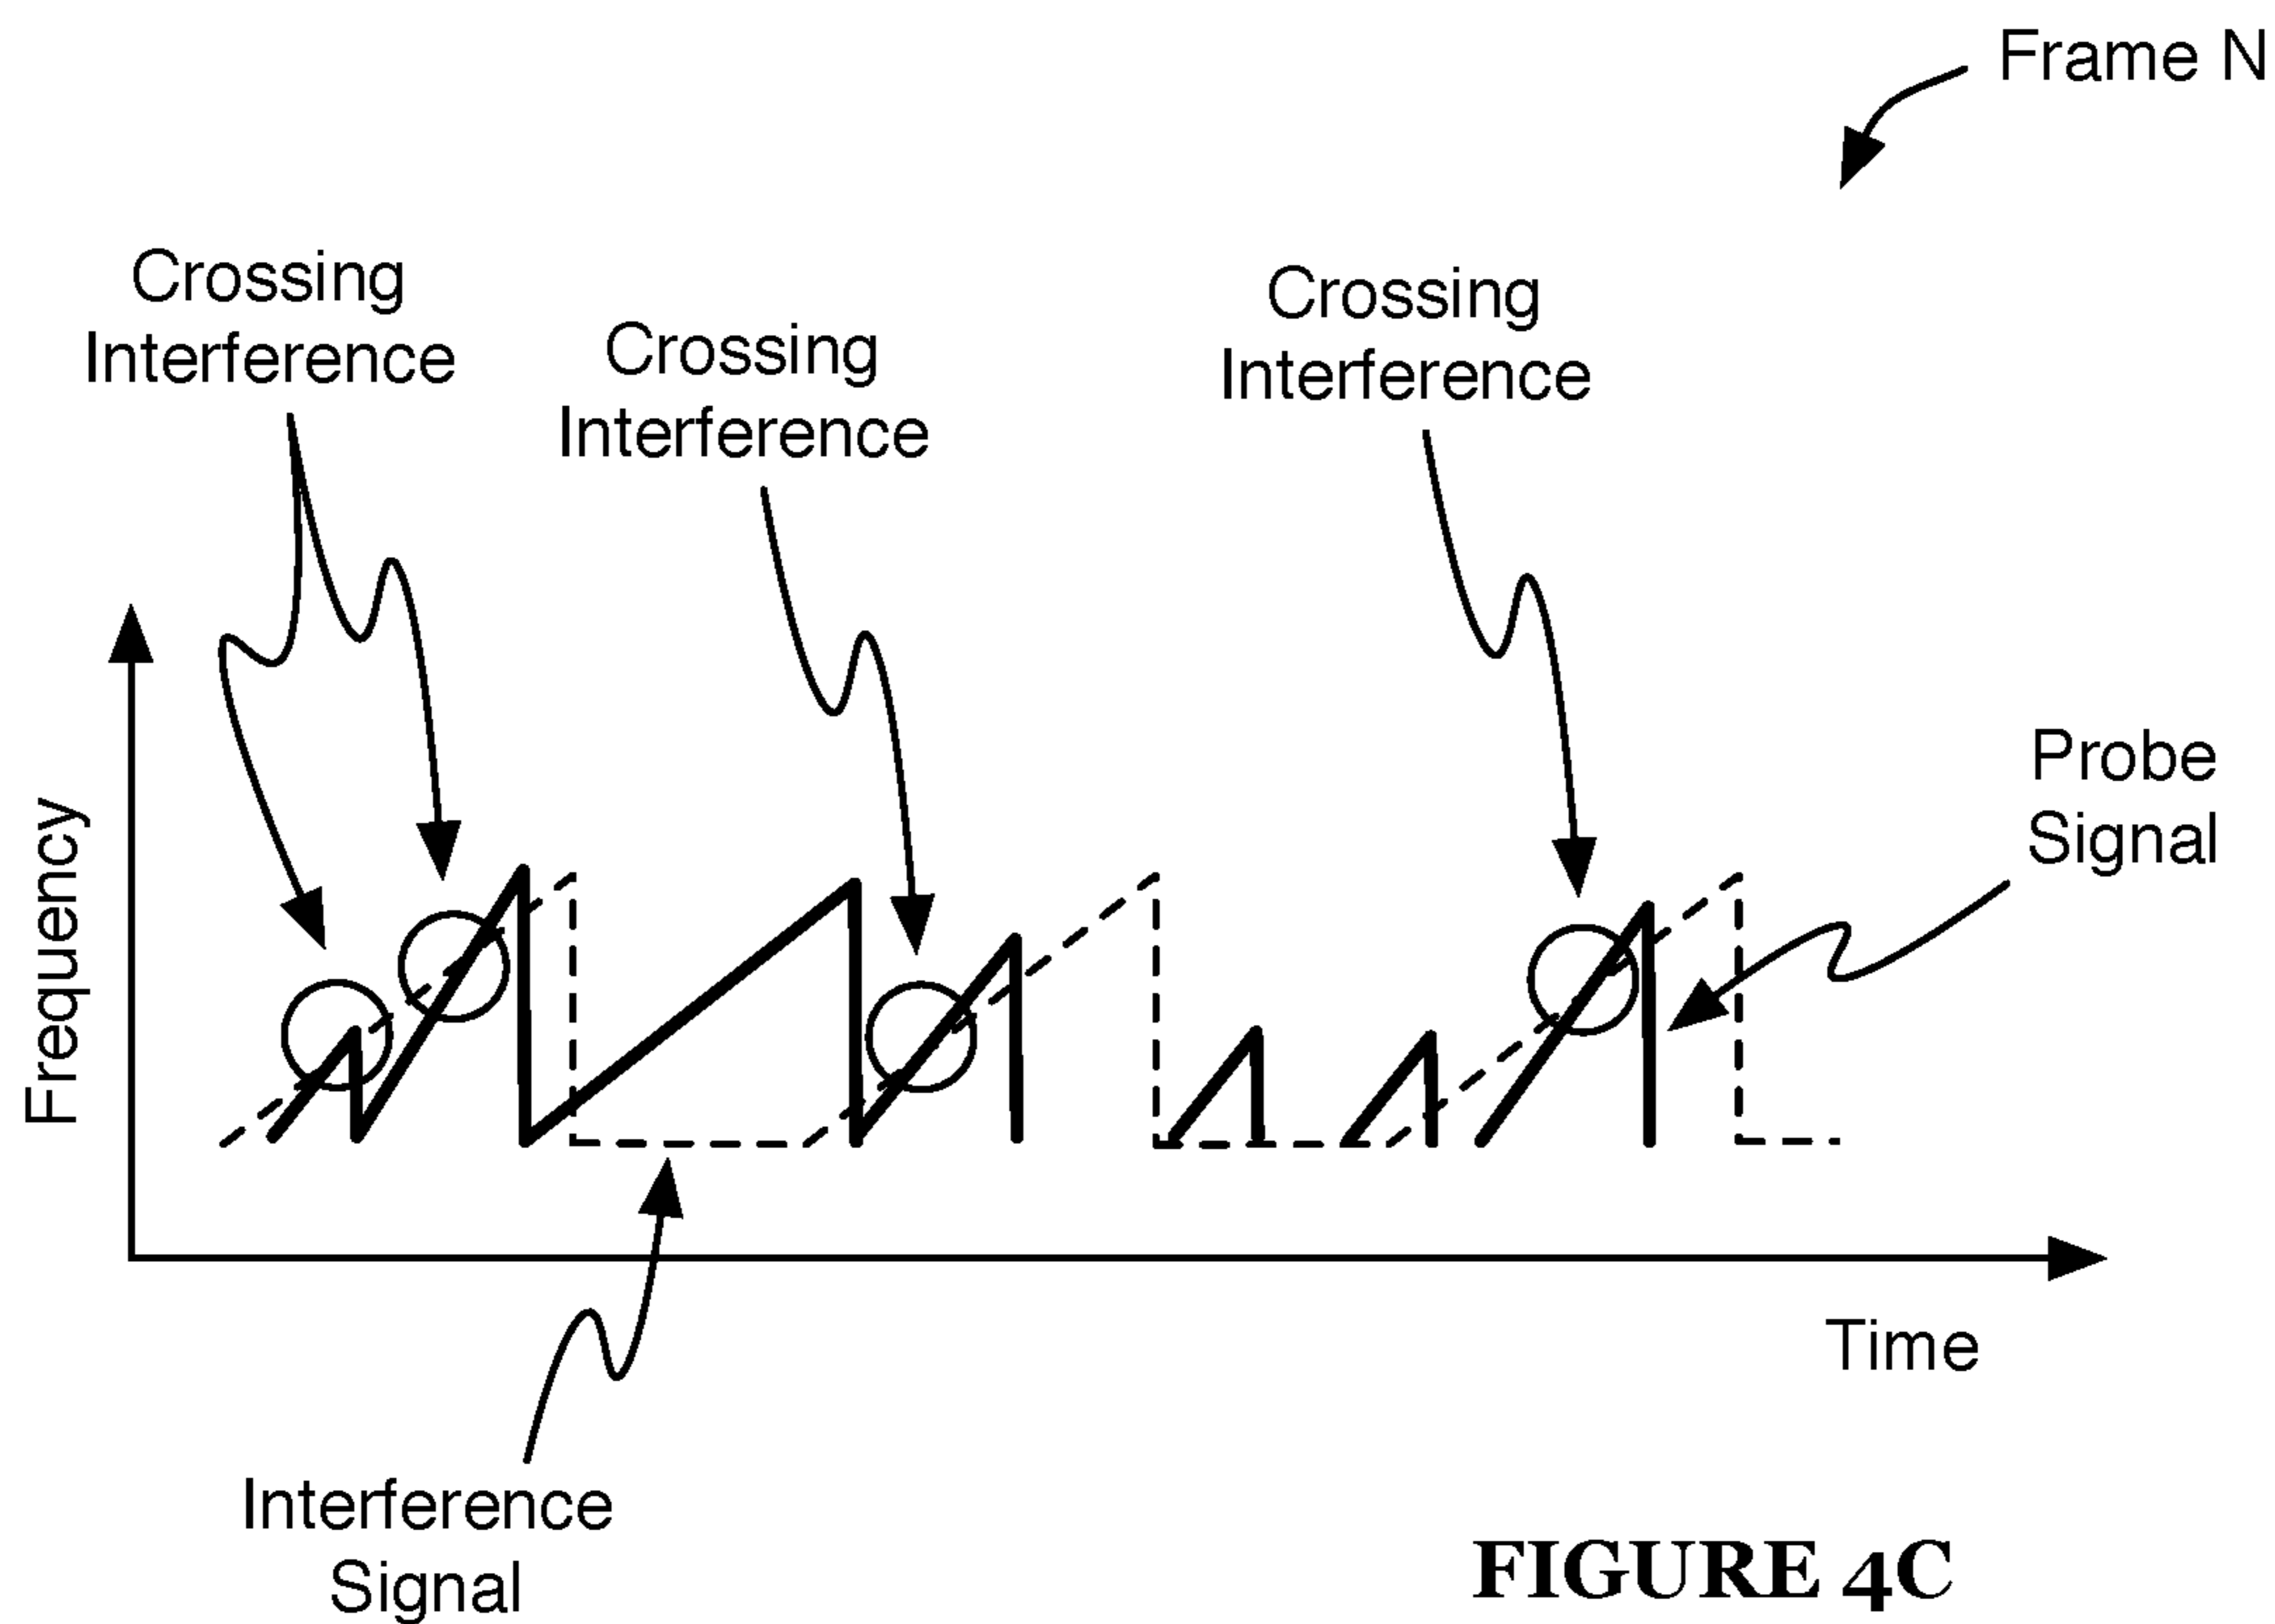 Frame N
Crossing
Interference
Crossing
Interference
Crossing
Interference
Probe
Signal
Frequency
Time
Interference
Signal
FIGURE 4C